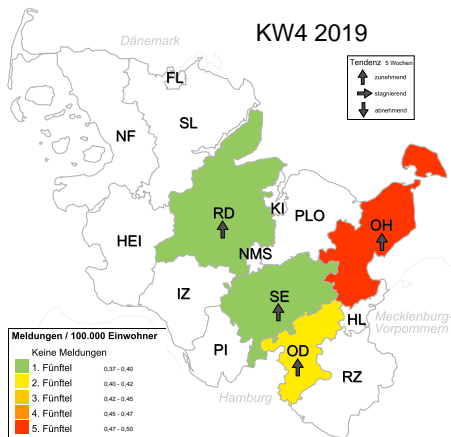 KW4 2019
Dänemark
Tendenz 5 Wochen
zunehmend
stagnierend
abnehmend
FL
SL
NF
RD
KI
PLO
OH
HEI
NMS
IZ
SE
HL
Mecklenburg-
Vorpommern
PI
OD
RZ
Hamburg
Meldungen / 100.000 Einwohner
Keine Meldungen
1. Fünftel 0,37 - 0,40
2. Fünftel 0,40 - 0,42
3. Fünftel 0,42 - 0,45
4. Fünftel 0,45 - 0,47
5. Fünftel 0,47 - 0,50